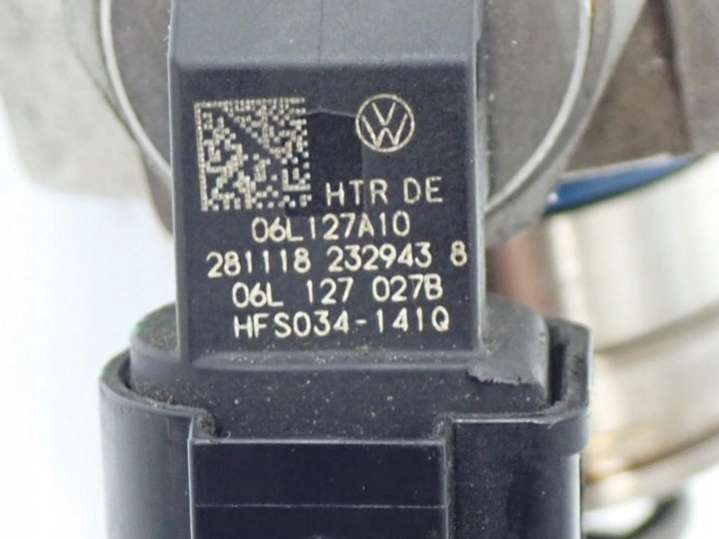 HTR DE
06L127A10
281118 232943 8
06L 127 027B
HFS034-141Q